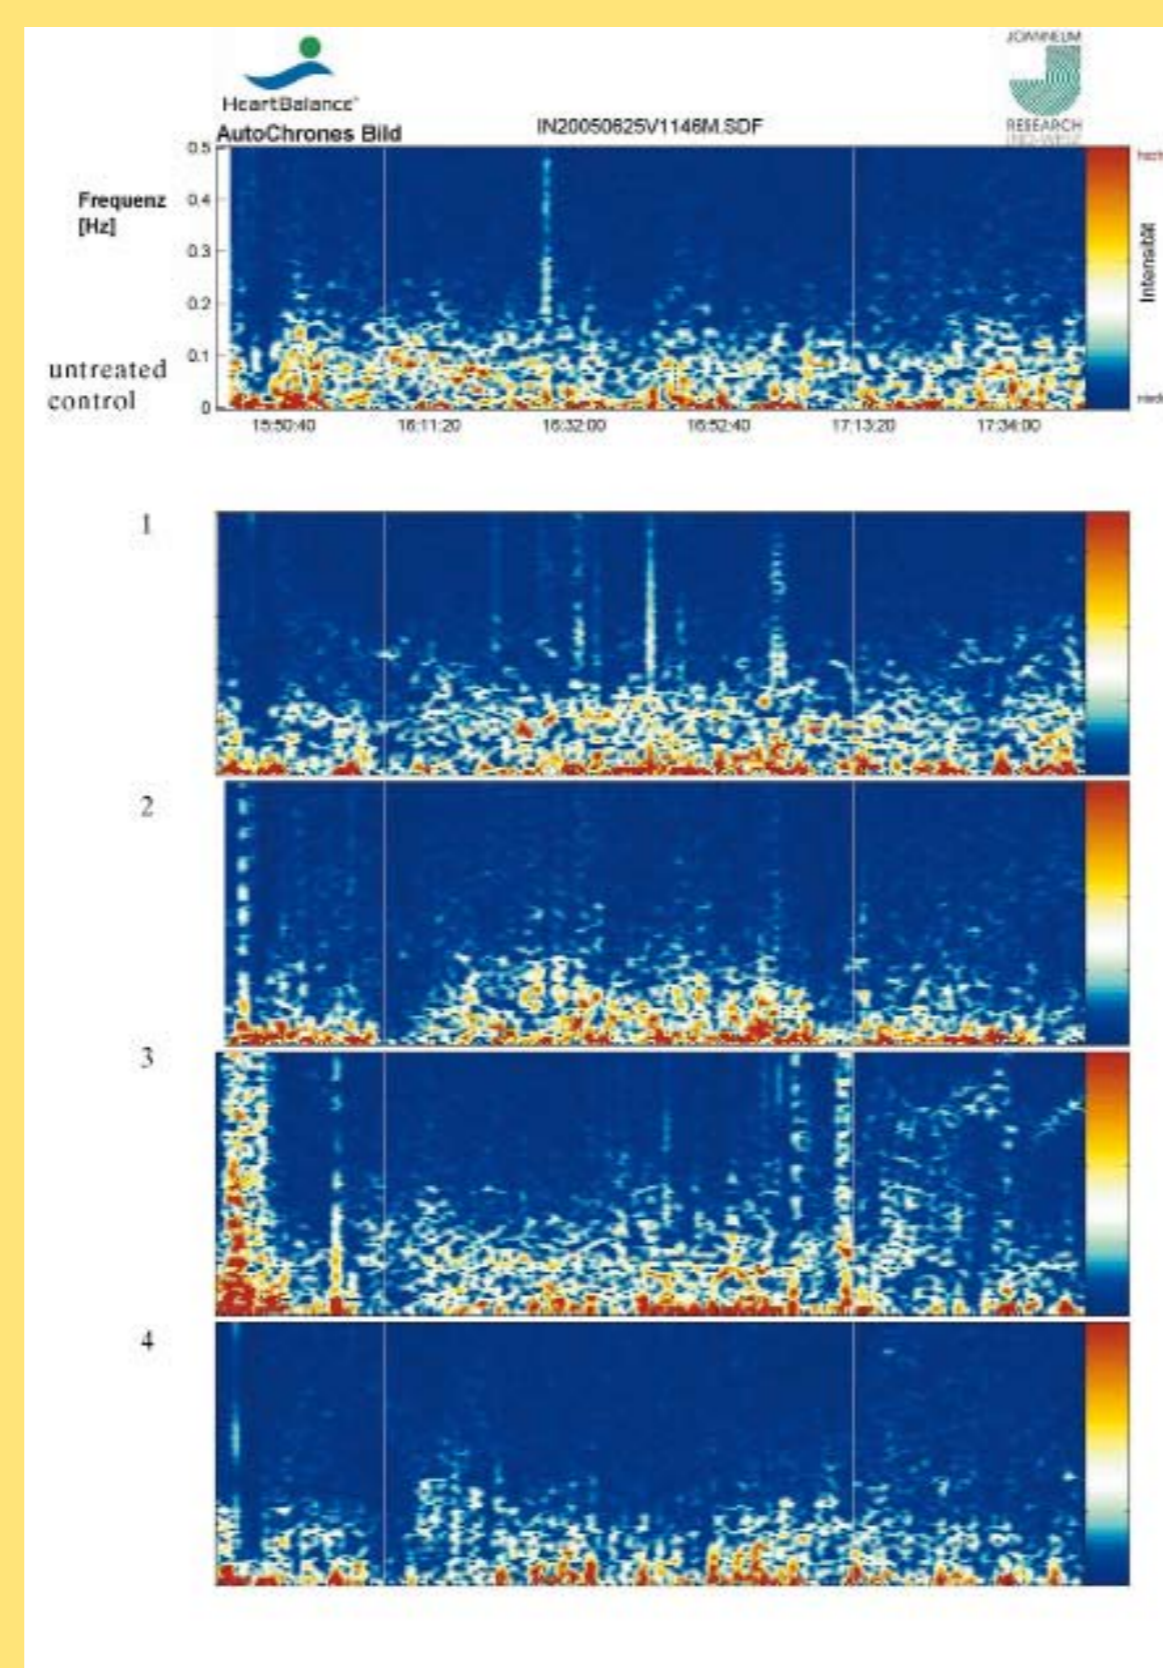 JOANNEUM
HeartBalance
RESEARCH
AutoChrones Bild
IN20050625V1146M.SDF
0.5
Frequenz
[Hz]
0.4
0.3
0.2
0.1
0
untreated
control
Intensität
15:50:40
16:11:20
16:32:00
16:52:40
17:13:20
17:34:00
1
2
3
4